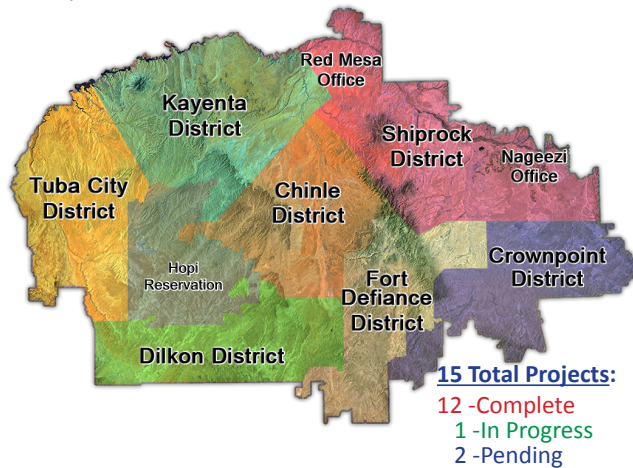 Red Mesa
Office
Kayenta
District
Shiprock
District
Nageezi
Office
Tuba City
District
Chinle
District
Hopi
Reservation
Crownpoint
District
Fort
Defiance
District
Dilkon District
15 Total Projects:
12 -Complete
1 -In Progress
2 -Pending